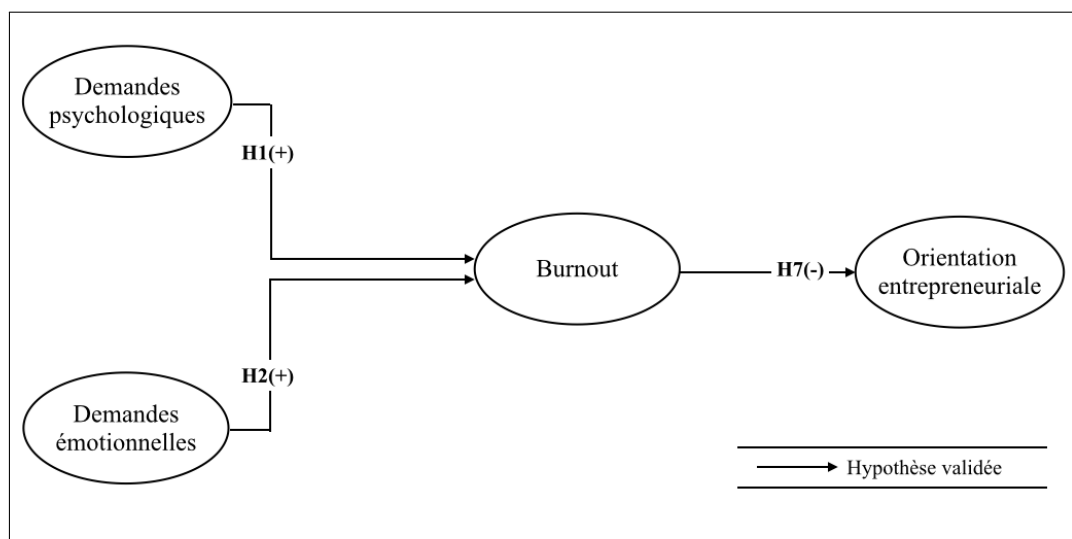 Demandes
psychologiques
H1(+)
Burnout
H7(-)
Orientation
entrepreneuriale
H2(+)
Demandes
émotionnelles
Hypothèse validée